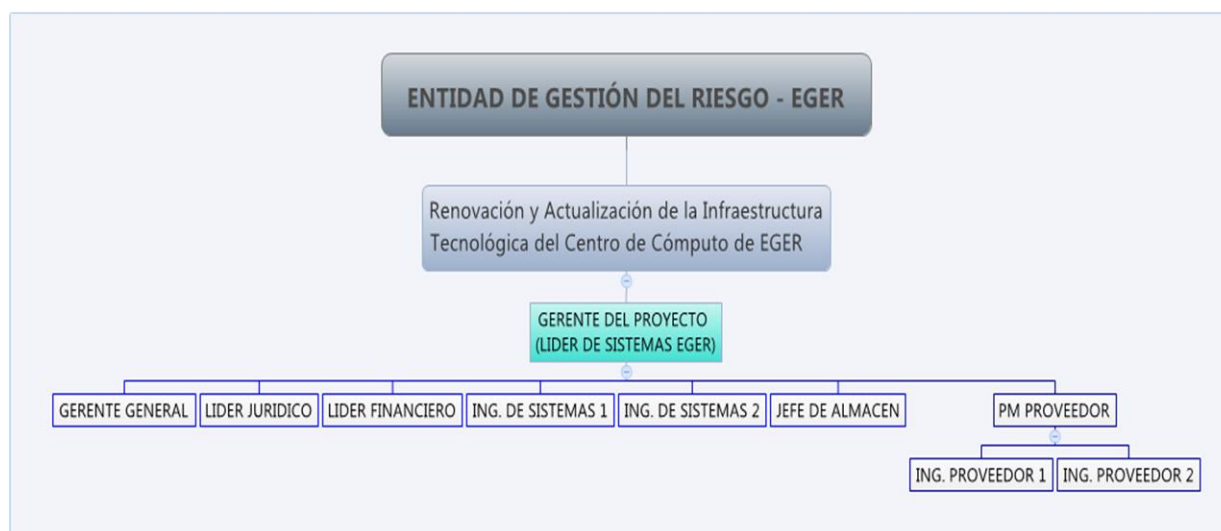 ENTIDAD DE GESTIÓN DEL RIESGO - EGER
Renovación y Actualización de la Infraestructura
Tecnológica del Centro de Cómputo de EGER
GERENTE DEL PROYECTO
(LIDER DE SISTEMAS EGER)
GERENTE GENERAL
LIDER JURIDICO
LIDER FINANCIERO
ING. DE SISTEMAS 1
ING. DE SISTEMAS 2
JEFE DE ALMACEN
PM PROVEEDOR
ING. PROVEEDOR 1
ING. PROVEEDOR 2